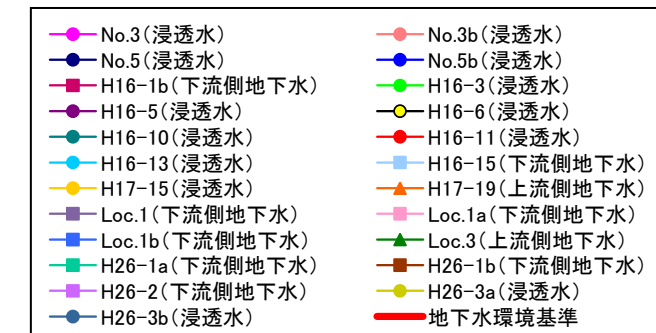 No.3(浸透水) No.3b(浸透水)
No.5(浸透水) No.5b(浸透水)
H16-1b(下流側地下水) H16-3(浸透水)
H16-5(浸透水) H16-6(浸透水)
H16-10(浸透水) H16-11(浸透水)
H16-13(浸透水) H16-15(下流側地下水)
H17-15(浸透水) H17-19(上流側地下水)
Loc.1(下流側地下水) Loc.1a(下流側地下水)
Loc.1b(下流側地下水) Loc.3(上流側地下水)
H26-1a(下流側地下水) H26-1b(下流側地下水)
H26-2(下流側地下水) H26-3a(浸透水)
H26-3b(浸透水) 地下水環境基準